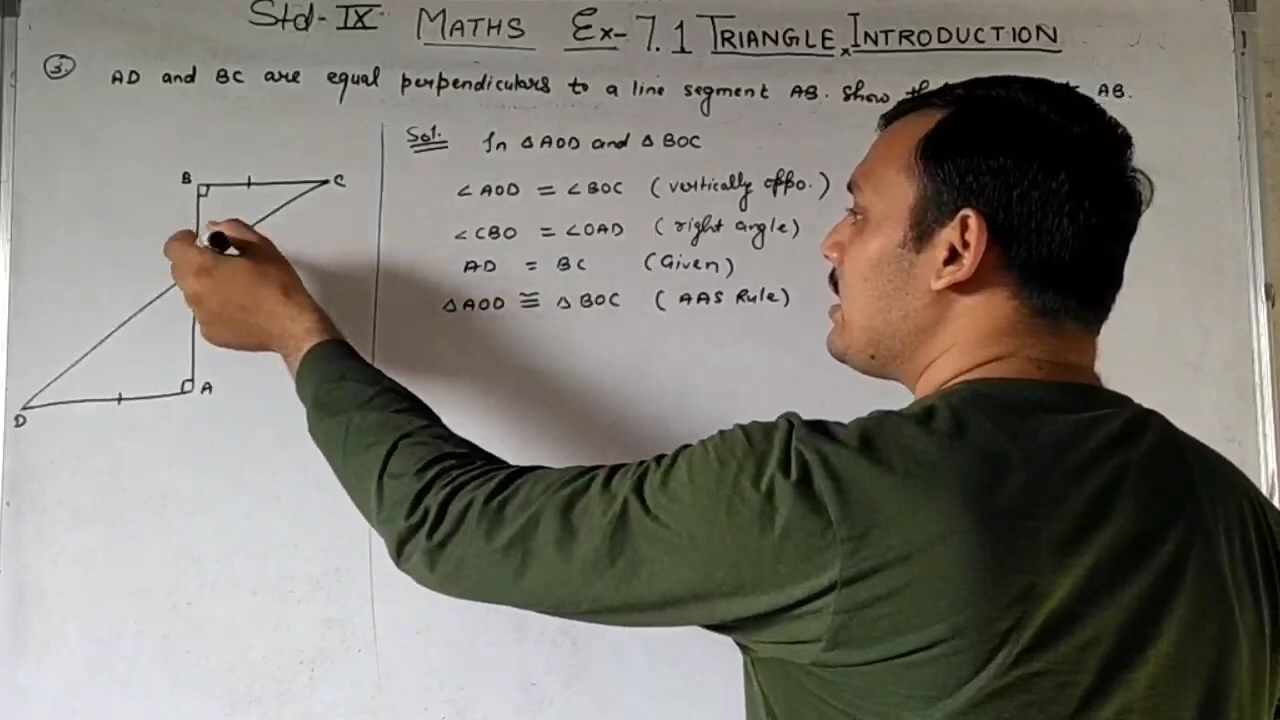 Std-IX MATHS Ex-7.1 TRIANGLE INTRODUCTION
3. AD and BC are equal perpendiculars to a line segment AB. Show AB.
Sol. In △AOD and △BOC
∠AOD = ∠BOC (vertically oppo.)
∠CBO = ∠OAD (right angle)
AD = BC (Given)
△AOD ≅ △BOC (AAS Rule)
B
C
A
D